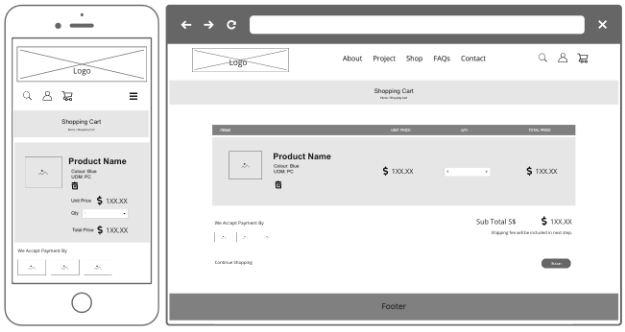 Logo
Shopping Cart
Home / Shopping Cart
Product Name
Colour: Blue
UOM: PC
Unit Price $ 1XX.XX
Qty
Total Price $ 1XX.XX
We Accept Payment By
Logo
About Project Shop FAQs Contact
Shopping Cart
Home / Shopping Cart
ITEMS UNIT PRICE QTY TOTAL PRICE
Product Name
Colour: Blue
UOM: PC
$ 1XX.XX $ 1XX.XX
We Accept Payment By
Sub Total S$ $ 1XX.XX
Shipping fee will be included in next step.
Continue Shopping
Footer